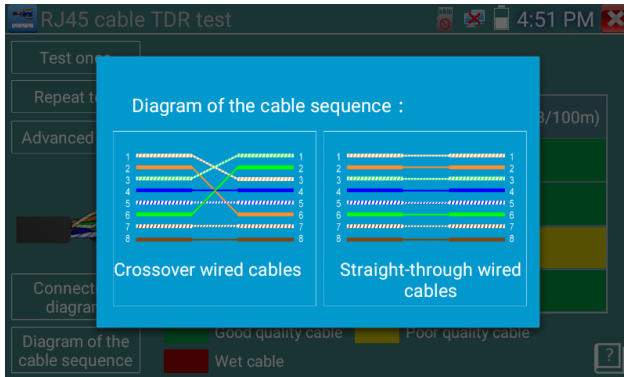 RJ45 cable TDR test
4:51 PM
Test once
Repeat t
Advanced
/100m)
Diagram of the cable sequence :
1 1
2 2
3 3
4 4
5 5
6 6
7 7
8 8
Crossover wired cables
1 1
2 2
3 3
4 4
5 5
6 6
7 7
8 8
Straight-through wired
cables
Connect
diagra
Diagram of the
cable sequence
Good quality cable
Poor quality cable
Wet cable
?